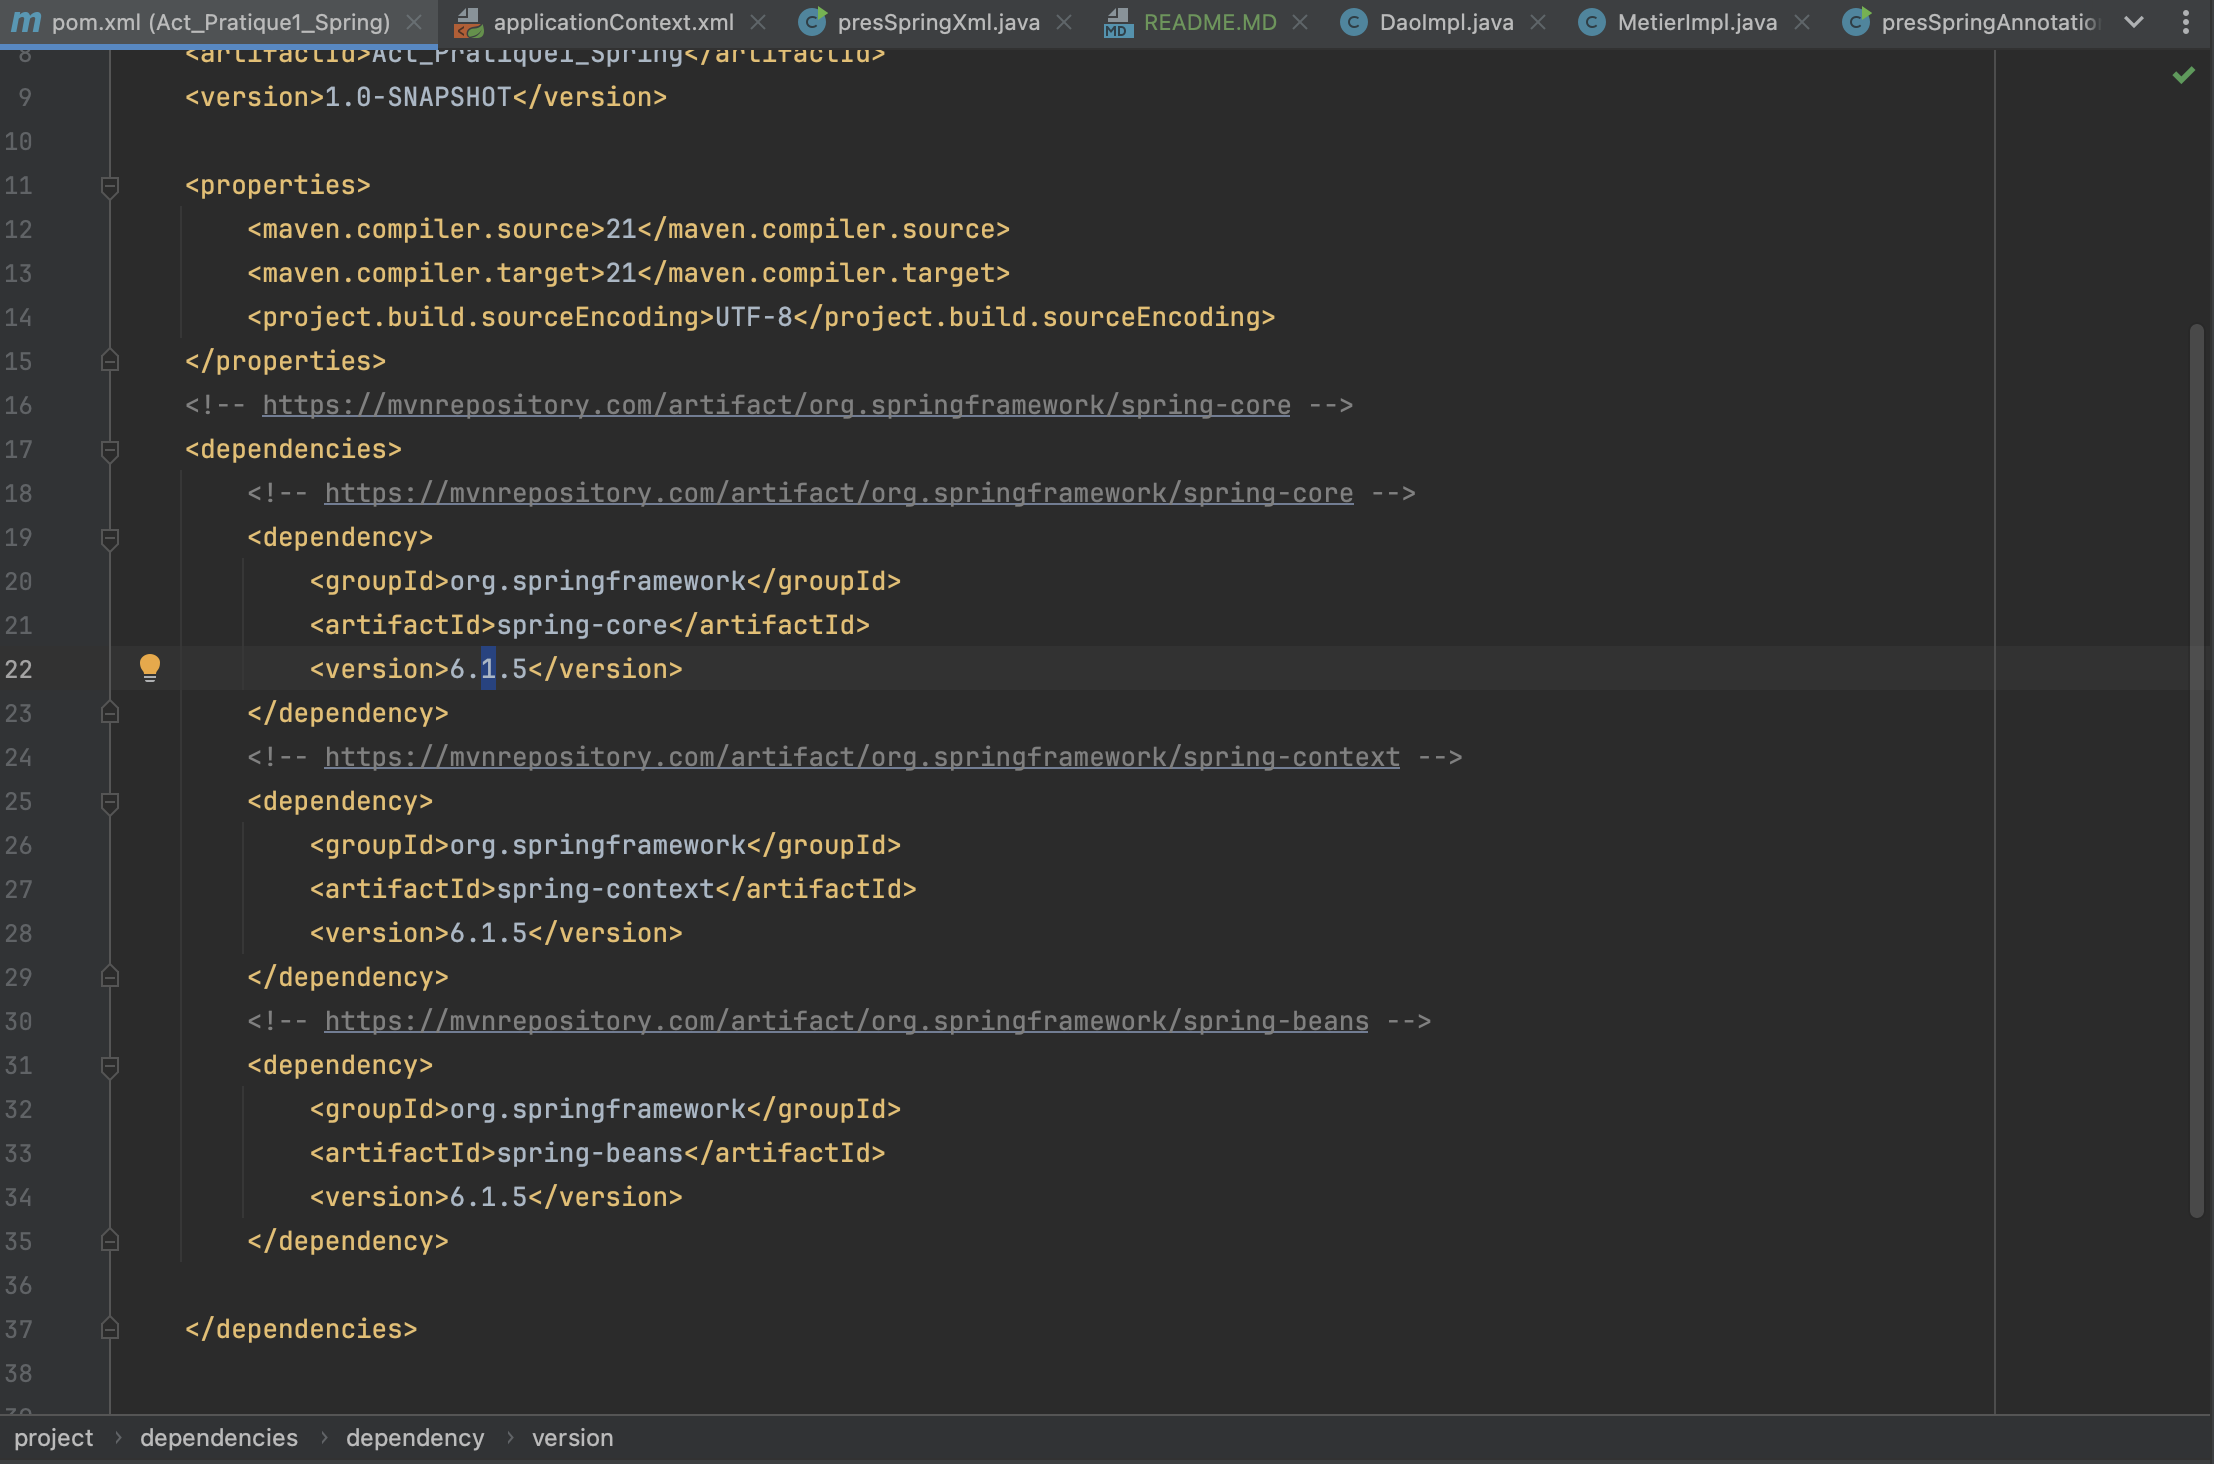 pom.xml (Act_Pratique1_Spring) applicationContext.xml presSpringXml.java README.MD DaoImpl.java MetierImpl.java presSpringAnnotatio
8 <artifactId>Act_Pratique1_Spring</artifactId>
9 <version>1.0-SNAPSHOT</version>
10
11 <properties>
12 <maven.compiler.source>21</maven.compiler.source>
13 <maven.compiler.target>21</maven.compiler.target>
14 <project.build.sourceEncoding>UTF-8</project.build.sourceEncoding>
15 </properties>
16 <!-- https://mvnrepository.com/artifact/org.springframework/spring-core -->
17 <dependencies>
18 <!-- https://mvnrepository.com/artifact/org.springframework/spring-core -->
19 <dependency>
20 <groupId>org.springframework</groupId>
21 <artifactId>spring-core</artifactId>
22 <version>6.1.5</version>
23 </dependency>
24 <!-- https://mvnrepository.com/artifact/org.springframework/spring-context -->
25 <dependency>
26 <groupId>org.springframework</groupId>
27 <artifactId>spring-context</artifactId>
28 <version>6.1.5</version>
29 </dependency>
30 <!-- https://mvnrepository.com/artifact/org.springframework/spring-beans -->
31 <dependency>
32 <groupId>org.springframework</groupId>
33 <artifactId>spring-beans</artifactId>
34 <version>6.1.5</version>
35 </dependency>
36
37 </dependencies>
38
39
project › dependencies › dependency › version